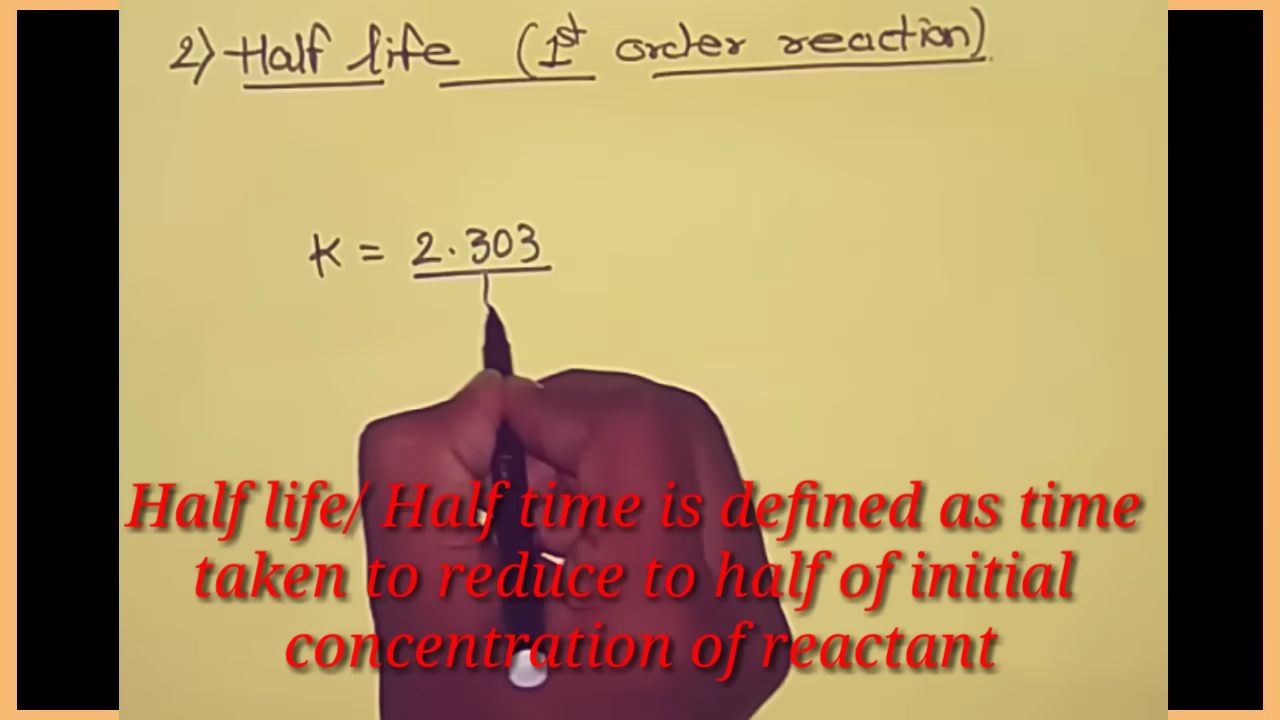 2) Half life (1st order reaction)
K = 2.303
Half life/ Half time is defined as time
taken to reduce to half of initial
concentration of reactant